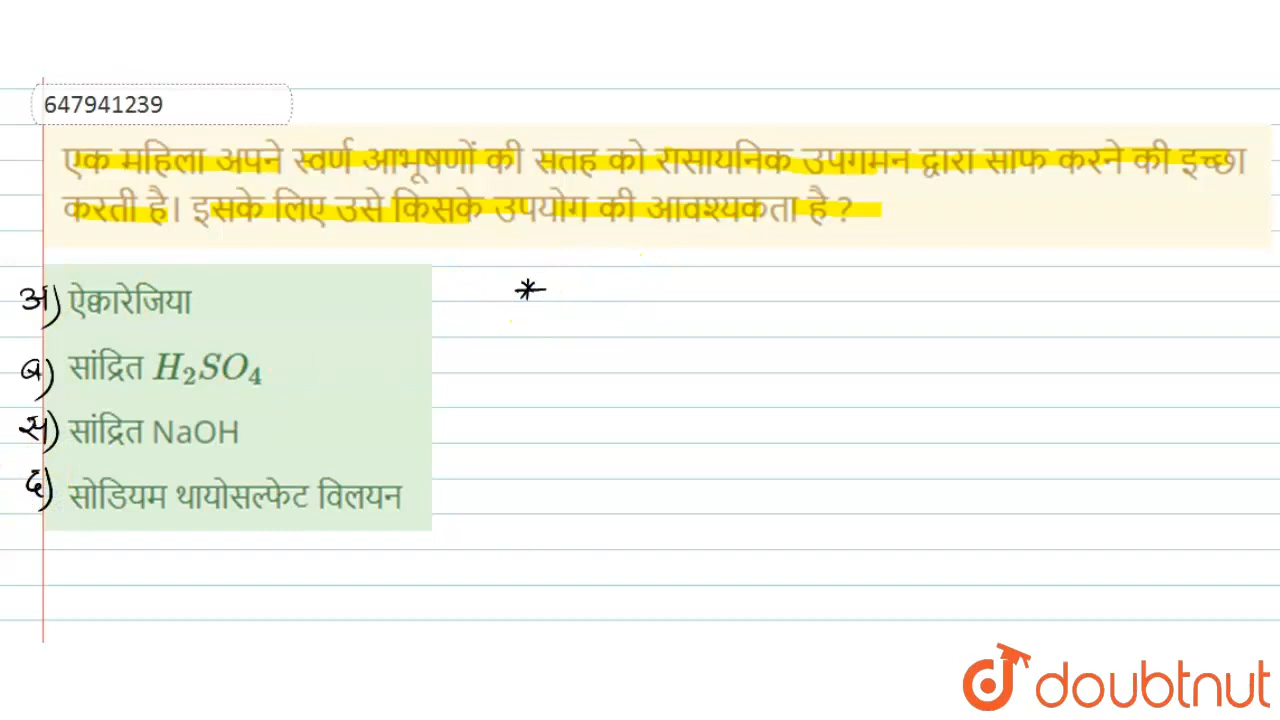 647941239
एक महिला अपने स्वर्ण आभूषणों की सतह को रासायनिक उपगमन द्वारा साफ करने की इच्छा
करती है। इसके लिए उसे किसके उपयोग की आवश्यकता है ?
अ) ऐक्वारेजिया
ब) सांद्रित H₂SO₄
स) सांद्रित NaOH
द) सोडियम थायोसल्फेट विलयन
doubtnut